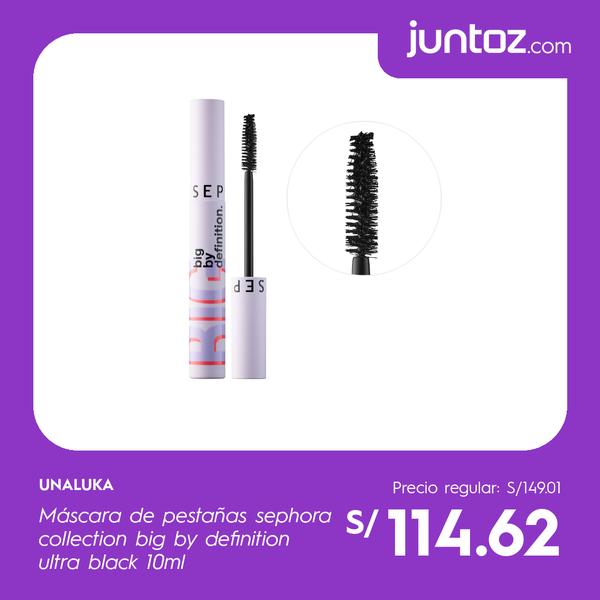 juntoz.com
SEP
big
by
definition.
BIG
SEP
UNALUKA
Máscara de pestañas sephora
collection big by definition
ultra black 10ml
Precio regular: S/149.01
S/114.62